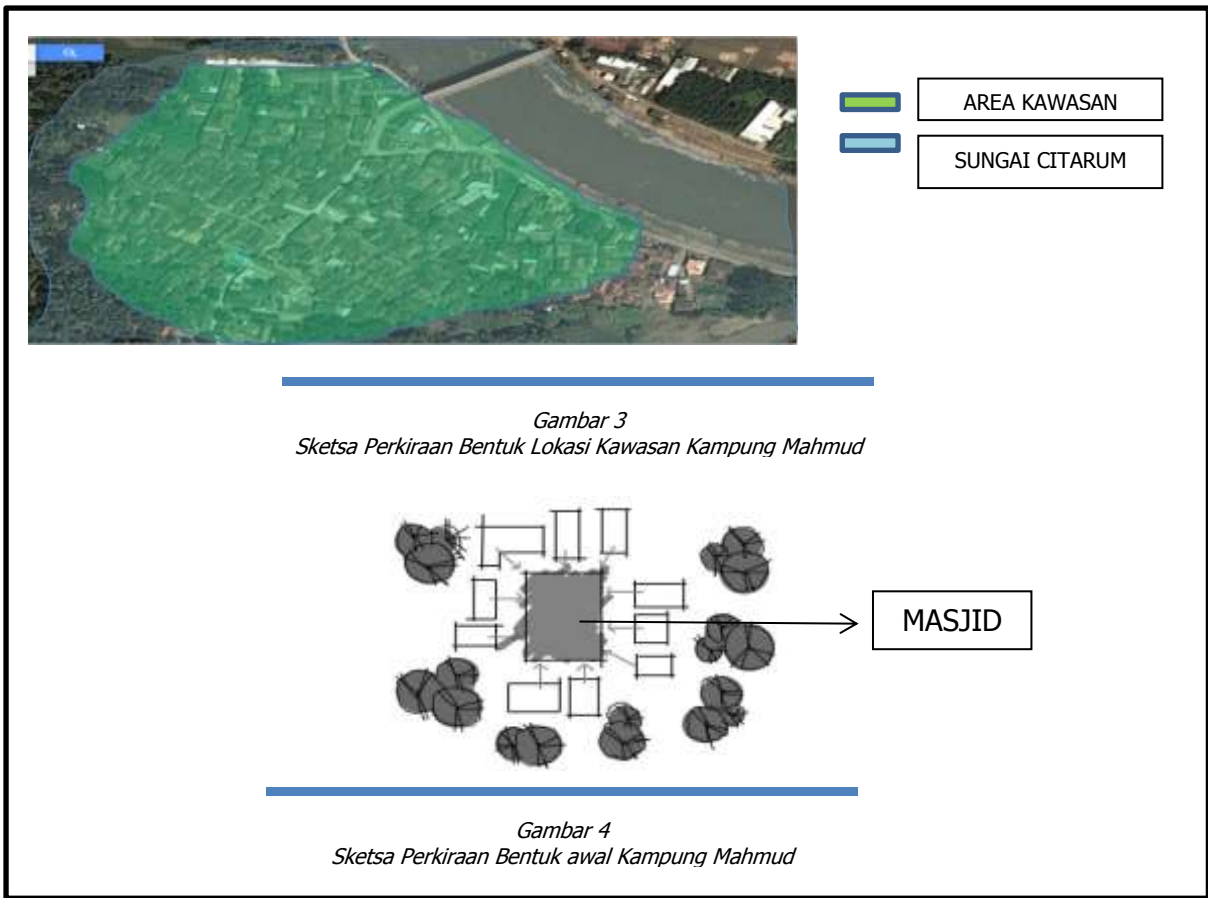 AREA KAWASAN
SUNGAI CITARUM
Gambar 3
Sketsa Perkiraan Bentuk Lokasi Kawasan Kampung Mahmud
MASJID
Gambar 4
Sketsa Perkiraan Bentuk awal Kampung Mahmud